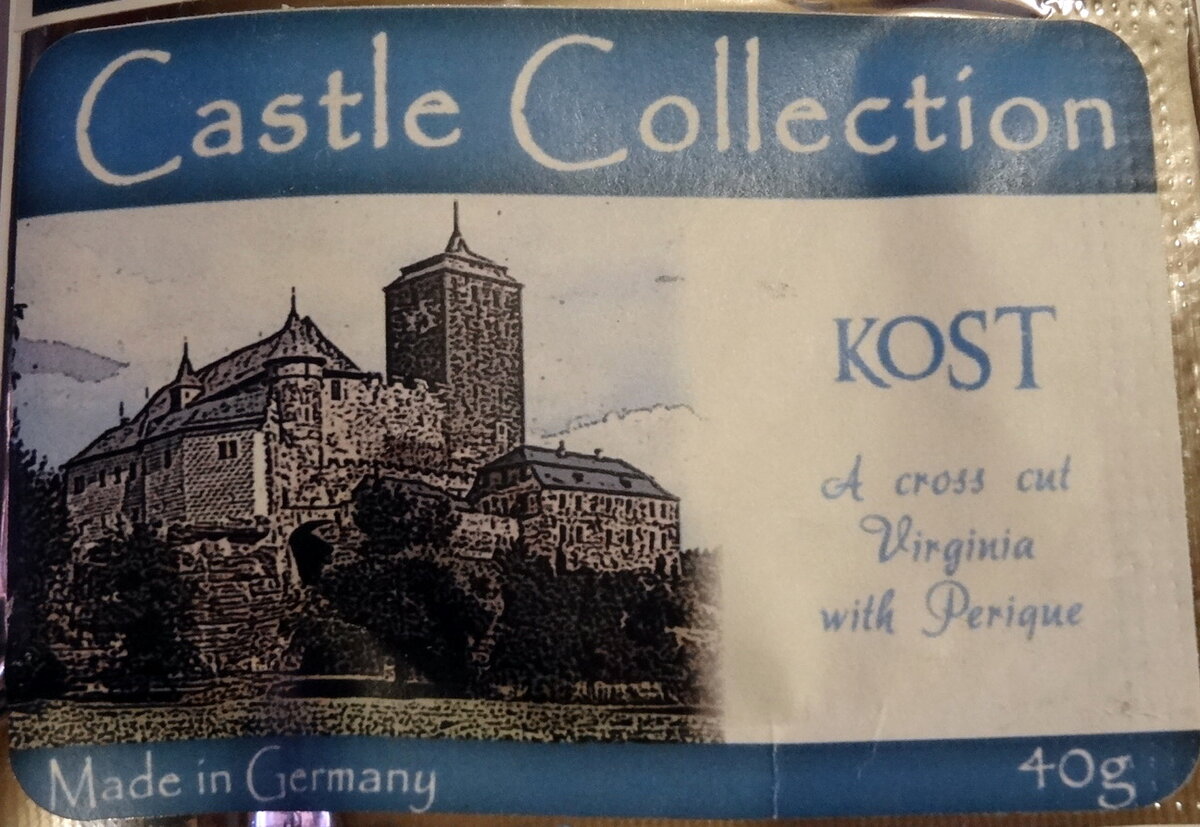 Castle Collection
KOST
A cross cut
Virginia
with Perique
Made in Germany
40g